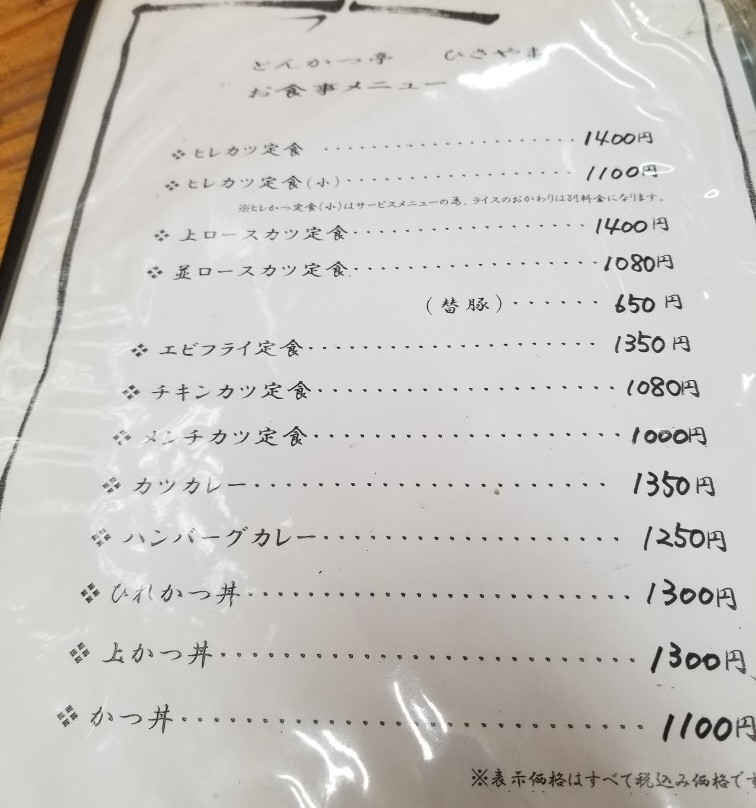 とんかつ亭 ひさやま
お食事メニュー
❖ ヒレカツ定食 ・・・・・・・・・・・・・・・・・・・・・・ 1400円
❖ ヒレカツ定食(小)・・・・・・・・・・・・・・・・・・・・ 1100円
※ヒレかつ定食(小)はサービスメニューの為、ライスのおかわりは別料金になります。
❖ 上ロースカツ定食・・・・・・・・・・・・・・・・・・・ 1400円
❖ 並ロースカツ定食・・・・・・・・・・・・・・・・・・・ 1080円
(替豚)・・・・・・ 650円
❖ エビフライ定食・・・・・・・・・・・・・・・・・・・・・ 1350円
❖ チキンカツ定食・・・・・・・・・・・・・・・・・・・・・ 1080円
❖ メンチカツ定食・・・・・・・・・・・・・・・・・・・・・ 1000円
❖ カツカレー・・・・・・・・・・・・・・・・・・・・・・・ 1350円
❖ ハンバーグカレー・・・・・・・・・・・・・・・・・・・ 1250円
❖ ひれかつ丼・・・・・・・・・・・・・・・・・・・・・・・ 1300円
❖ 上かつ丼・・・・・・・・・・・・・・・・・・・・・・・・ 1300円
❖ かつ丼・・・・・・・・・・・・・・・・・・・・・・・・・ 1100円
※表示価格はすべて税込み価格です